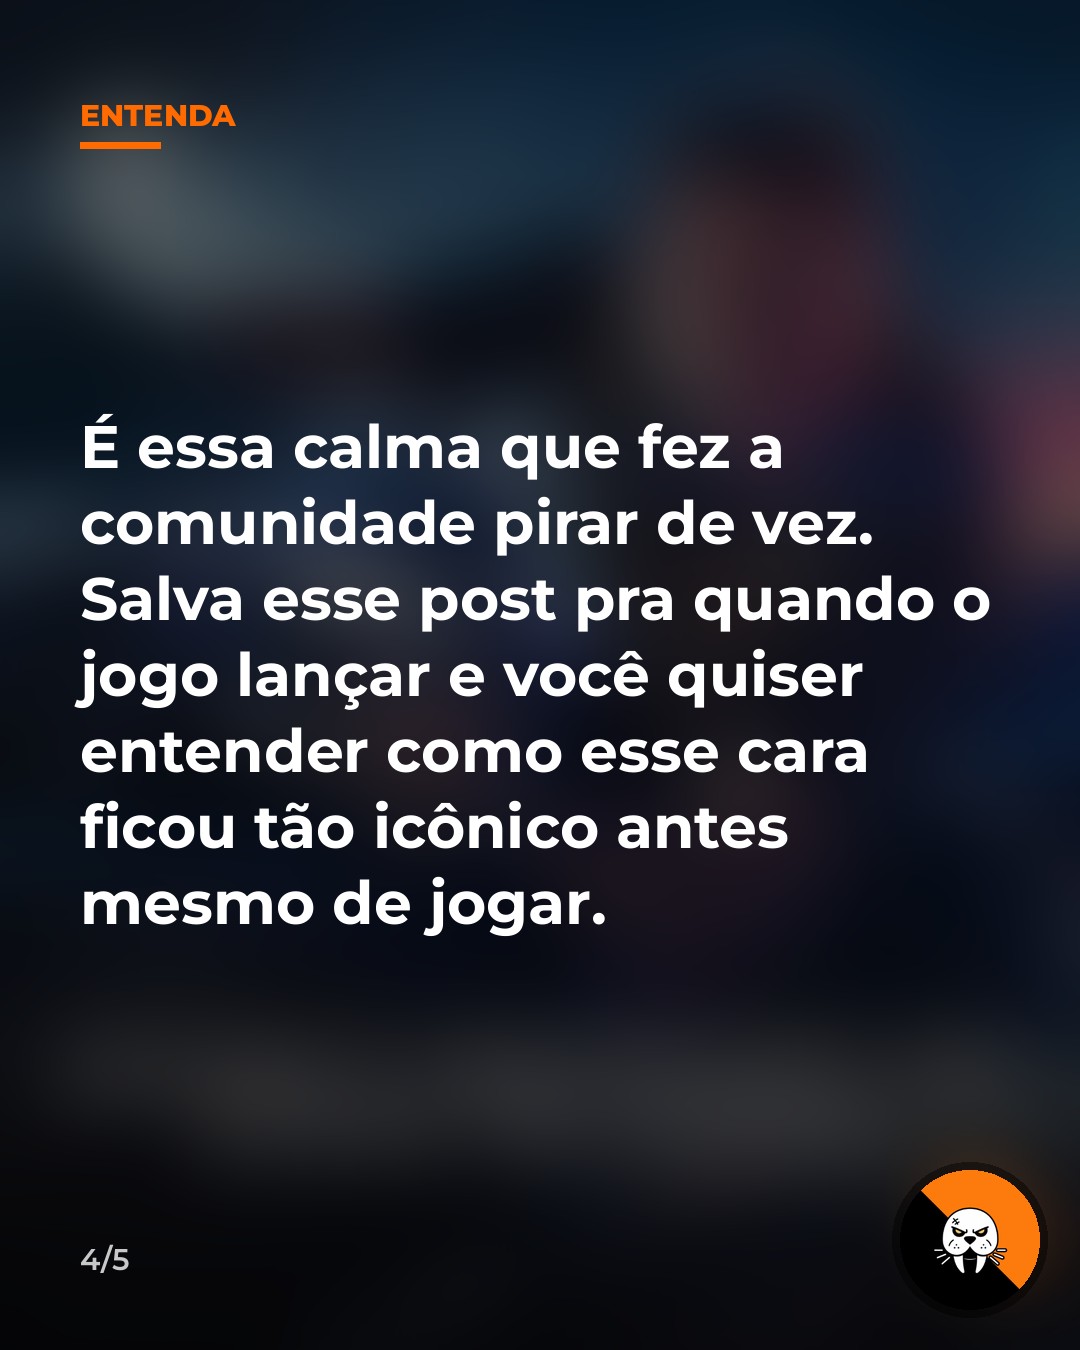 ENTENDA
É essa calma que fez a
comunidade pirar de vez.
Salva esse post pra quando o
jogo lançar e você quiser
entender como esse cara
ficou tão icônico antes
mesmo de jogar.
4/5